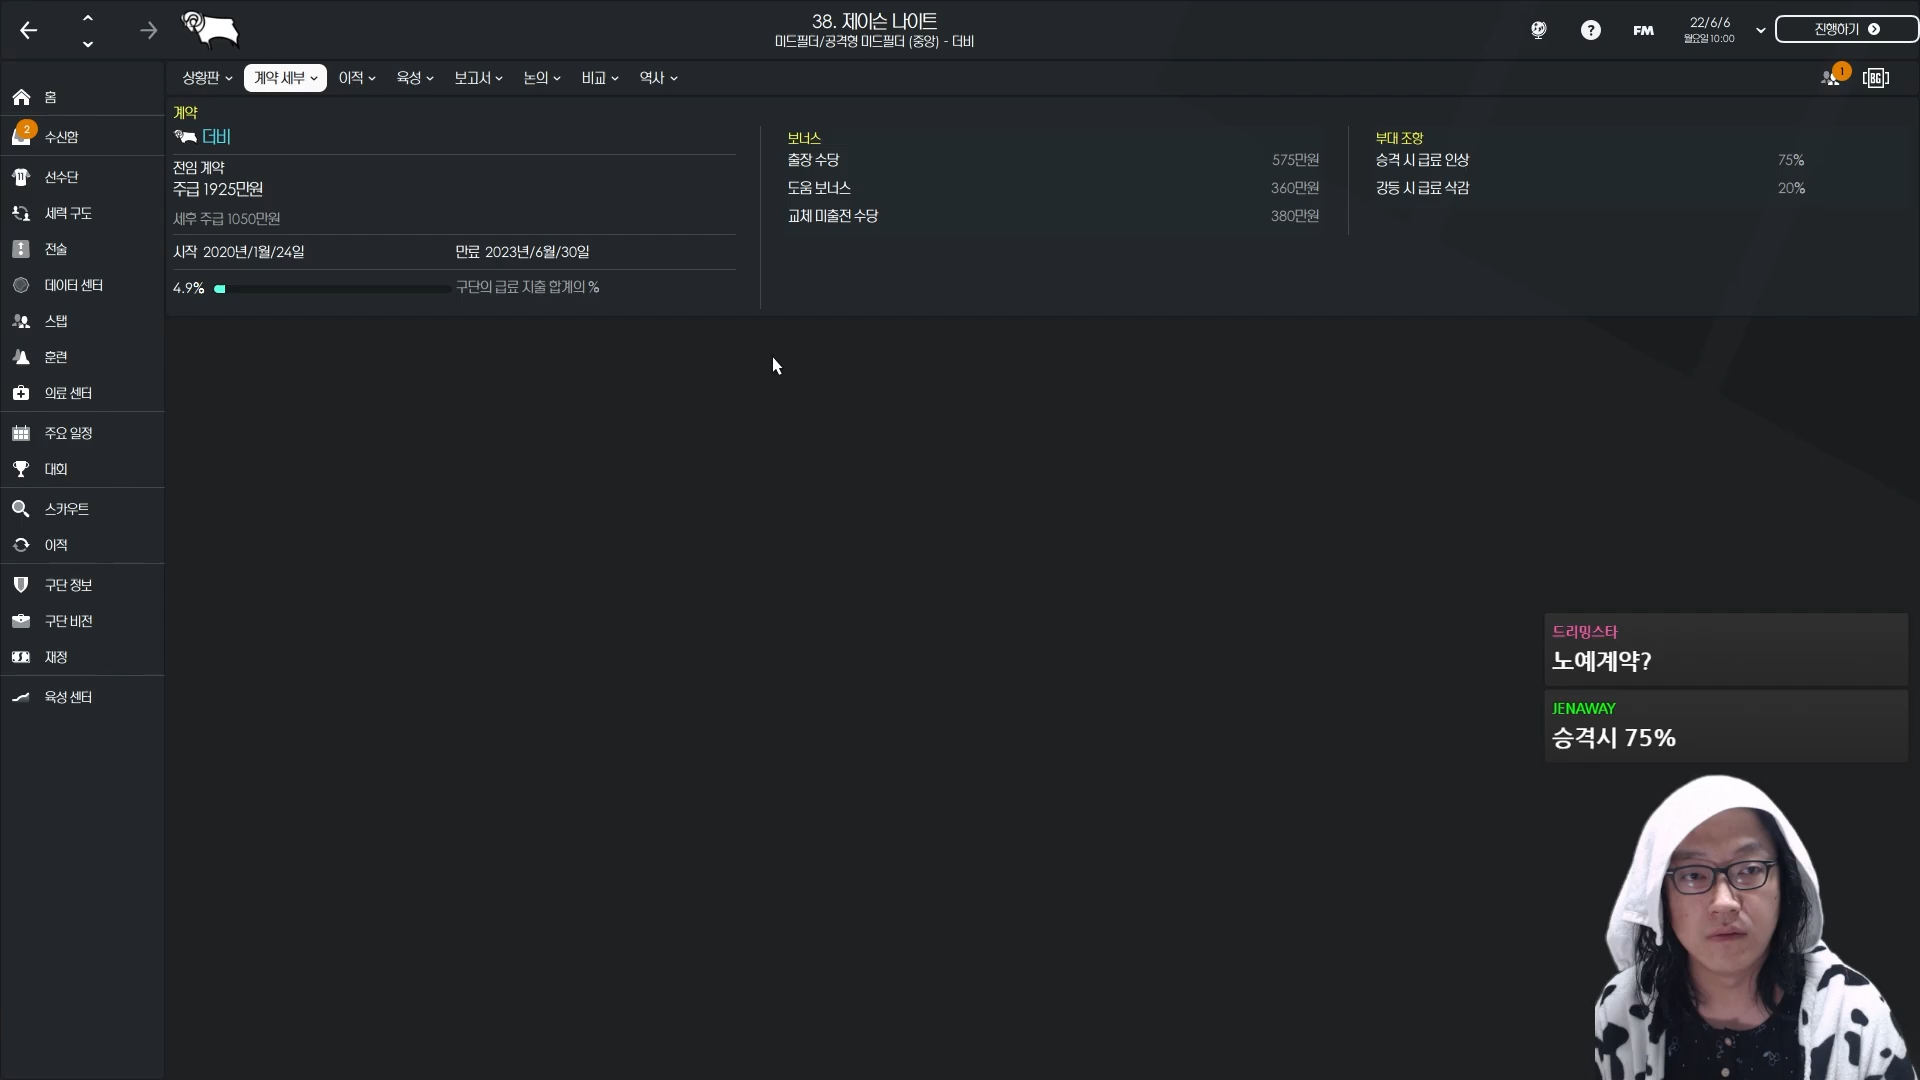 38. 제이슨 나이트
미드필더/공격형 미드필더 (중앙) - 더비
FM
22/6/6
월요일 10:00
진행하기
상황판
계약 세부
이적
육성
보고서
논의
비교
역사
1
BG
홈
2
수신함
선수단
세력 구도
전술
데이터 센터
스탭
훈련
의료 센터
주요 일정
대회
스카우트
이적
구단 정보
구단 비전
재정
육성 센터
계약
더비
전임 계약
주급 1925만원
세후 주급 1050만원
시작 2020년/1월/24일
만료 2023년/6월/30일
4.9%
구단의 급료 지출 합계의 %
보너스
출장 수당 575만원
도움 보너스 360만원
교체 미출전 수당 380만원
부대 조항
승격 시 급료 인상 75%
강등 시 급료 삭감 20%
드리밍스타
노예계약?
JENAWAY
승격시 75%